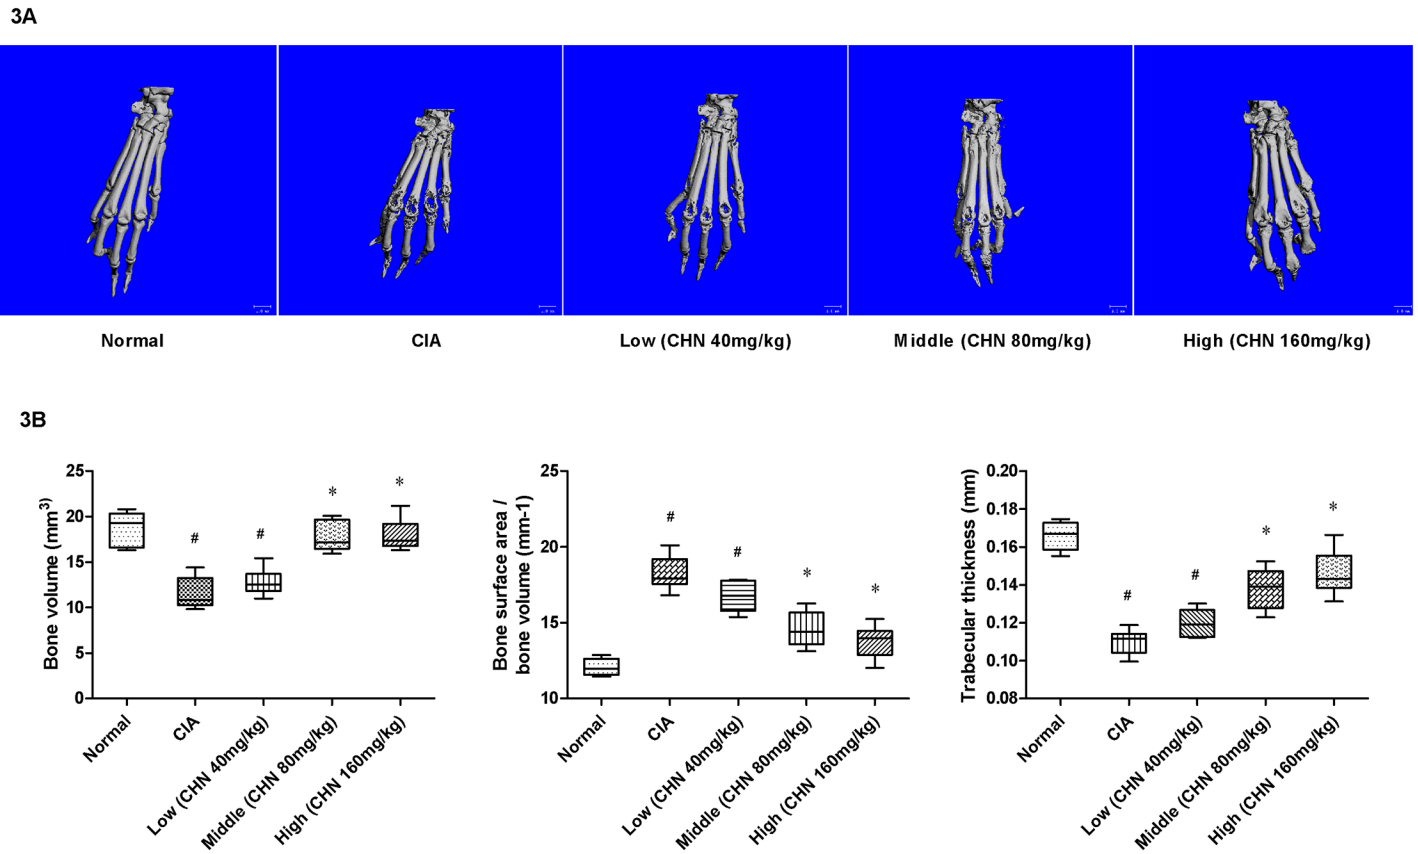 3A
Normal
CIA
Low (CHN 40mg/kg)
Middle (CHN 80mg/kg)
High (CHN 160mg/kg)
3B
Bone volume (mm³)
25
20
15
10
5
0
#
#
*
*
Normal
CIA
Low (CHN 40mg/kg)
Middle (CHN 80mg/kg)
High (CHN 160mg/kg)
Bone surface area /
bone volume (mm-1)
25
20
15
10
#
#
*
*
Normal
CIA
Low (CHN 40mg/kg)
Middle (CHN 80mg/kg)
High (CHN 160mg/kg)
Trabecular thickness (mm)
0.20
0.18
0.16
0.14
0.12
0.10
0.08
#
#
*
*
Normal
CIA
Low (CHN 40mg/kg)
Middle (CHN 80mg/kg)
High (CHN 160mg/kg)